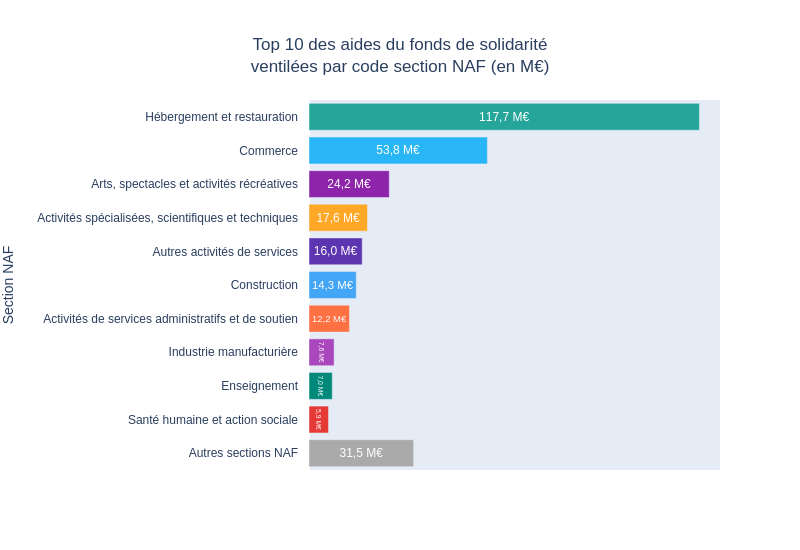 Top 10 des aides du fonds de solidarité
ventilées par code section NAF (en M€)
Section NAF
Hébergement et restauration 117,7 M€
Commerce 53,8 M€
Arts, spectacles et activités récréatives 24,2 M€
Activités spécialisées, scientifiques et techniques 17,6 M€
Autres activités de services 16,0 M€
Construction 14,3 M€
Activités de services administratifs et de soutien 12,2 M€
Industrie manufacturière 7,6 M€
Enseignement 7,0 M€
Santé humaine et action sociale 5,9 M€
Autres sections NAF 31,5 M€